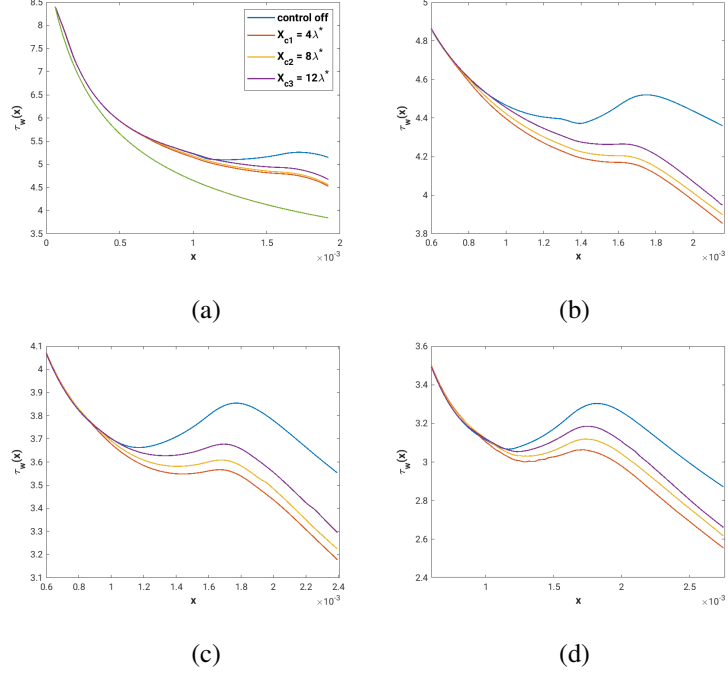 8.5
8
7.5
7
6.5
6
5.5
5
4.5
4
3.5
τw(x)
control off
Xc1 = 4λ*
Xc2 = 8λ*
Xc3 = 12λ*
0 0.5 1 1.5 2
x
×10-3
(a)
5
4.8
4.6
4.4
4.2
4
3.8
τw(x)
0.6 0.8 1 1.2 1.4 1.6 1.8 2
x
×10-3
(b)
4.1
4
3.9
3.8
3.7
3.6
3.5
3.4
3.3
3.2
3.1
τw(x)
0.6 0.8 1 1.2 1.4 1.6 1.8 2 2.2 2.4
x
×10-3
(c)
3.6
3.4
3.2
3
2.8
2.6
2.4
τw(x)
1 1.5 2 2.5
x
×10-3
(d)